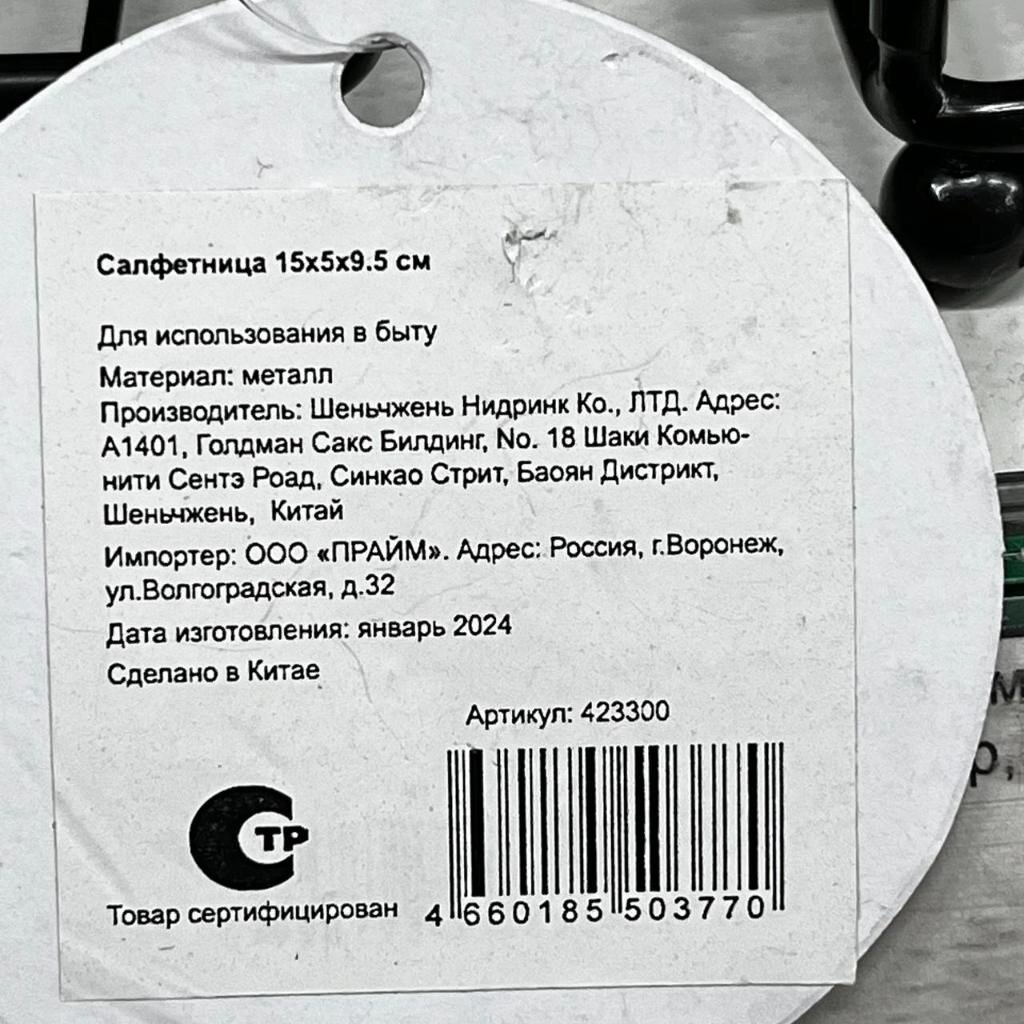 Салфетница 15х5х9.5 см
Для использования в быту
Материал: металл
Производитель: Шеньчжень Нидринк Ко., ЛТД. Адрес:
А1401, Голдман Сакс Билдинг, No. 18 Шаки Комью-
нити Сентэ Роад, Синкао Стрит, Баоян Дистрикт,
Шеньчжень, Китай
Импортер: ООО «ПРАЙМ». Адрес: Россия, г.Воронеж,
ул.Волгоградская, д.32
Дата изготовления: январь 2024
Сделано в Китае
Артикул: 423300
СТР
Товар сертифицирован
4 660185 503770